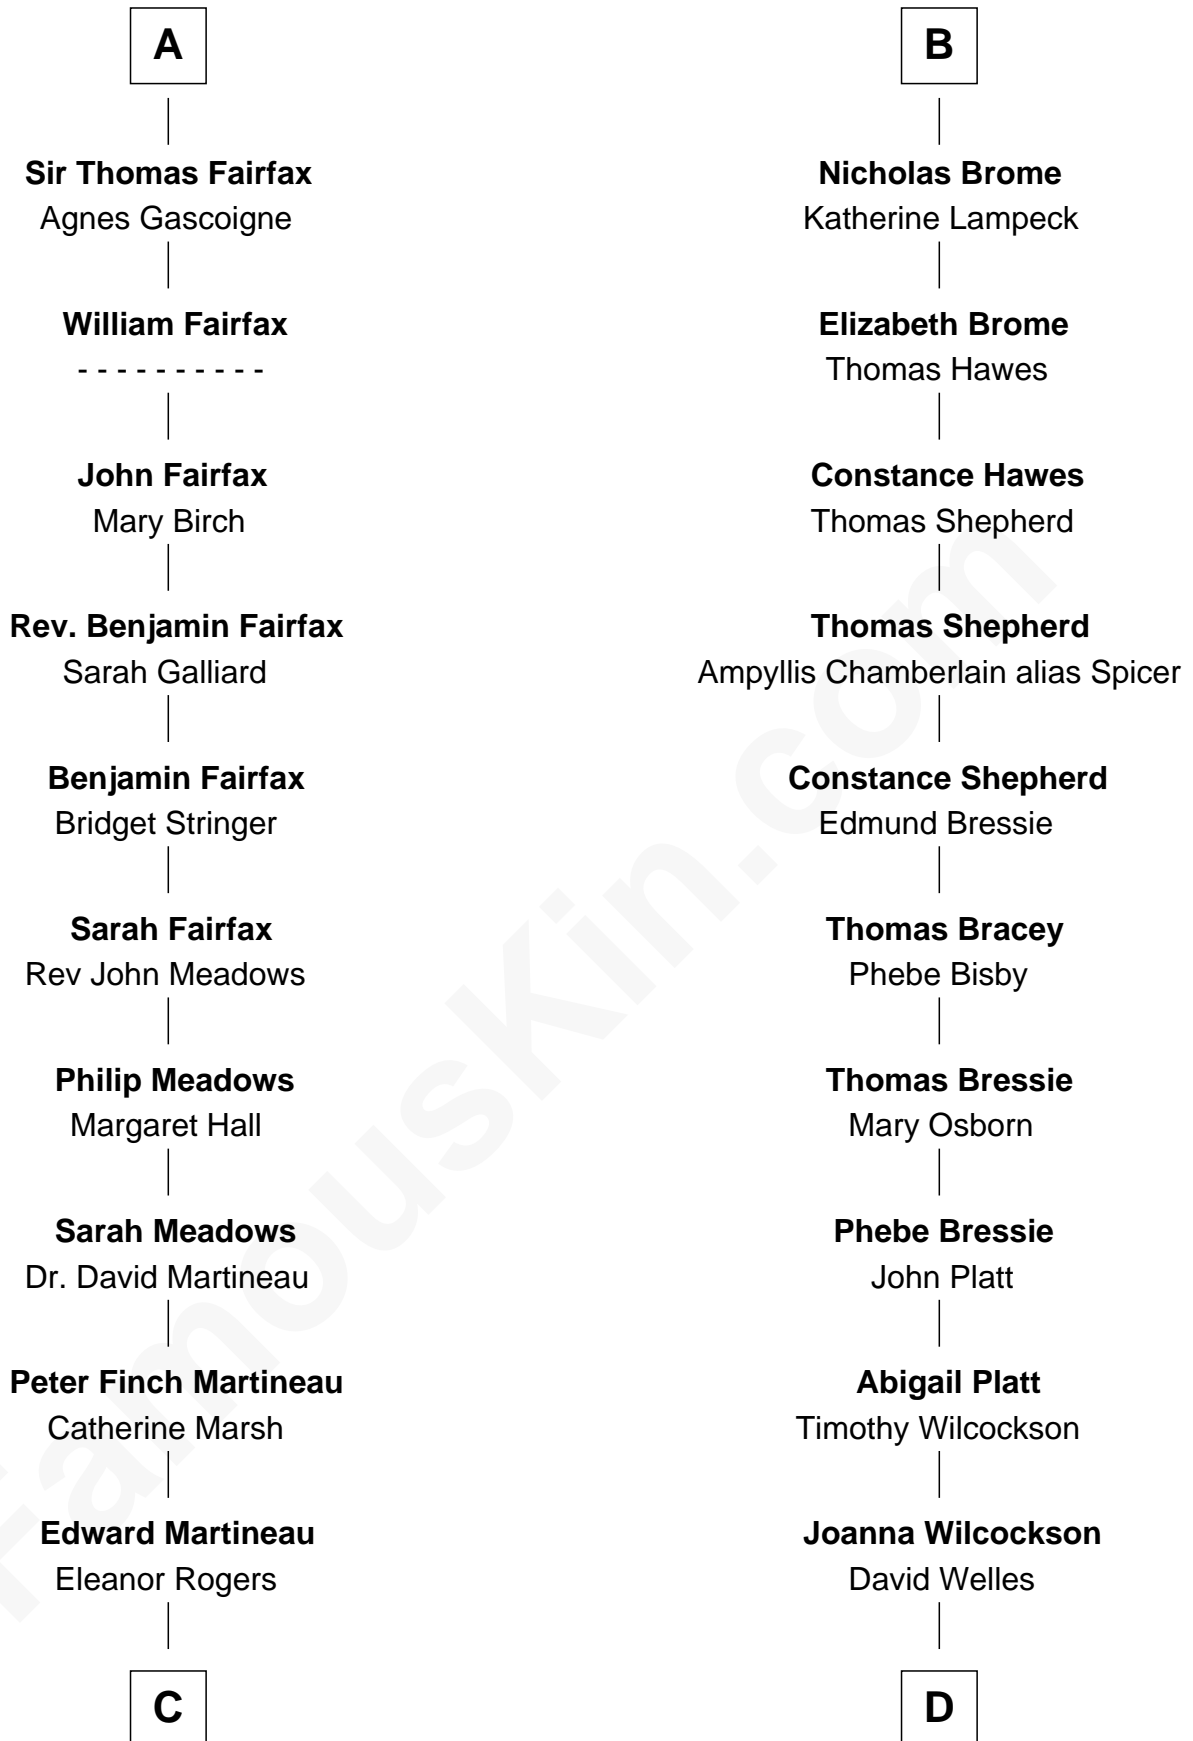 A
Sir Thomas Fairfax
Agnes Gascoigne
William Fairfax
- - - - - - - - - -
John Fairfax
Mary Birch
Rev. Benjamin Fairfax
Sarah Galliard
Benjamin Fairfax
Bridget Stringer
Sarah Fairfax
Rev John Meadows
Philip Meadows
Margaret Hall
Sarah Meadows
Dr. David Martineau
Peter Finch Martineau
Catherine Marsh
Edward Martineau
Eleanor Rogers
C
B
Nicholas Brome
Katherine Lampeck
Elizabeth Brome
Thomas Hawes
Constance Hawes
Thomas Shepherd
Thomas Shepherd
Ampyllis Chamberlain alias Spicer
Constance Shepherd
Edmund Bressie
Thomas Bracey
Phebe Bisby
Thomas Bressie
Mary Osborn
Phebe Bressie
John Platt
Abigail Platt
Timothy Wilcockson
Joanna Wilcockson
David Welles
D
FamousKin.com